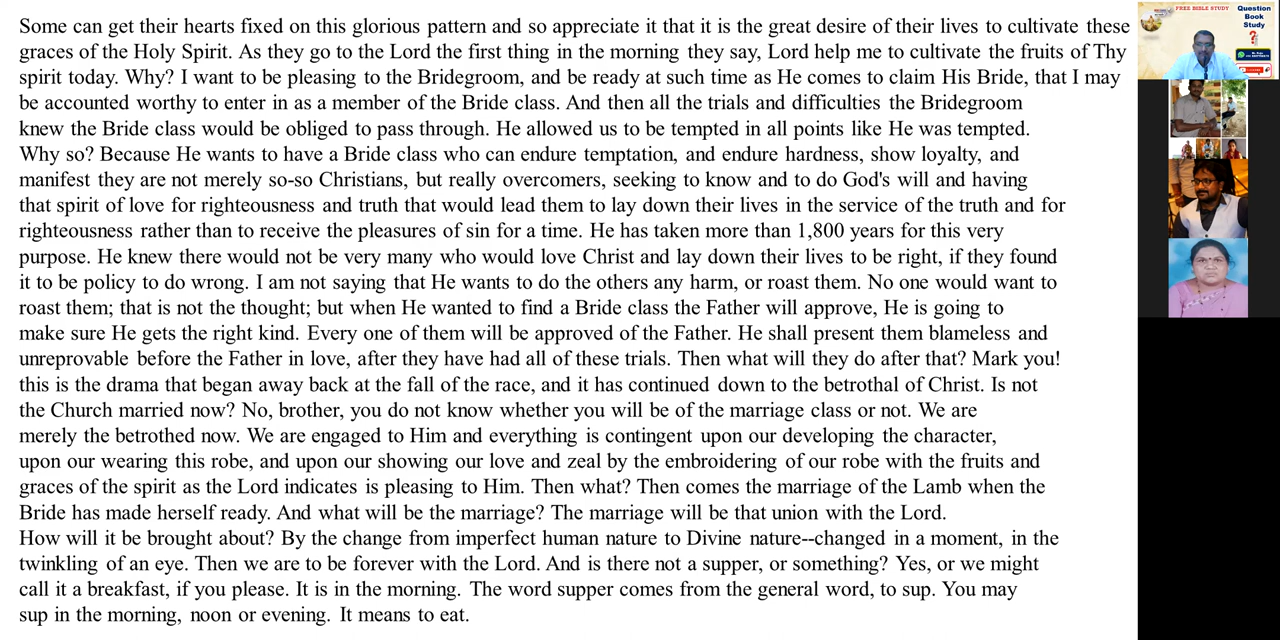 Some can get their hearts fixed on this glorious pattern and so appreciate it that it is the great desire of their lives to cultivate these
graces of the Holy Spirit. As they go to the Lord the first thing in the morning they say, Lord help me to cultivate the fruits of Thy
spirit today. Why? I want to be pleasing to the Bridegroom, and be ready at such time as He comes to claim His Bride, that I may
be accounted worthy to enter in as a member of the Bride class. And then all the trials and difficulties the Bridegroom
knew the Bride class would be obliged to pass through. He allowed us to be tempted in all points like He was tempted.
Why so? Because He wants to have a Bride class who can endure temptation, and endure hardness, show loyalty, and
manifest they are not merely so-so Christians, but really overcomers, seeking to know and to do God's will and having
that spirit of love for righteousness and truth that would lead them to lay down their lives in the service of the truth and for
righteousness rather than to receive the pleasures of sin for a time. He has taken more than 1,800 years for this very
purpose. He knew there would not be very many who would love Christ and lay down their lives to be right, if they found
it to be policy to do wrong. I am not saying that He wants to do the others any harm, or roast them. No one would want to
roast them; that is not the thought; but when He wanted to find a Bride class the Father will approve, He is going to
make sure He gets the right kind. Every one of them will be approved of the Father. He shall present them blameless and
unreprovable before the Father in love, after they have had all of these trials. Then what will they do after that? Mark you!
this is the drama that began away back at the fall of the race, and it has continued down to the betrothal of Christ. Is not
the Church married now? No, brother, you do not know whether you will be of the marriage class or not. We are
merely the betrothed now. We are engaged to Him and everything is contingent upon our developing the character,
upon our wearing this robe, and upon our showing our love and zeal by the embroidering of our robe with the fruits and
graces of the spirit as the Lord indicates is pleasing to Him. Then what? Then comes the marriage of the Lamb when the
Bride has made herself ready. And what will be the marriage? The marriage will be that union with the Lord.
How will it be brought about? By the change from imperfect human nature to Divine nature--changed in a moment, in the
twinkling of an eye. Then we are to be forever with the Lord. And is there not a supper, or something? Yes, or we might
call it a breakfast, if you please. It is in the morning. The word supper comes from the general word, to sup. You may
sup in the morning, noon or evening. It means to eat.
FREE BIBLE STUDY
Question
Book
Study